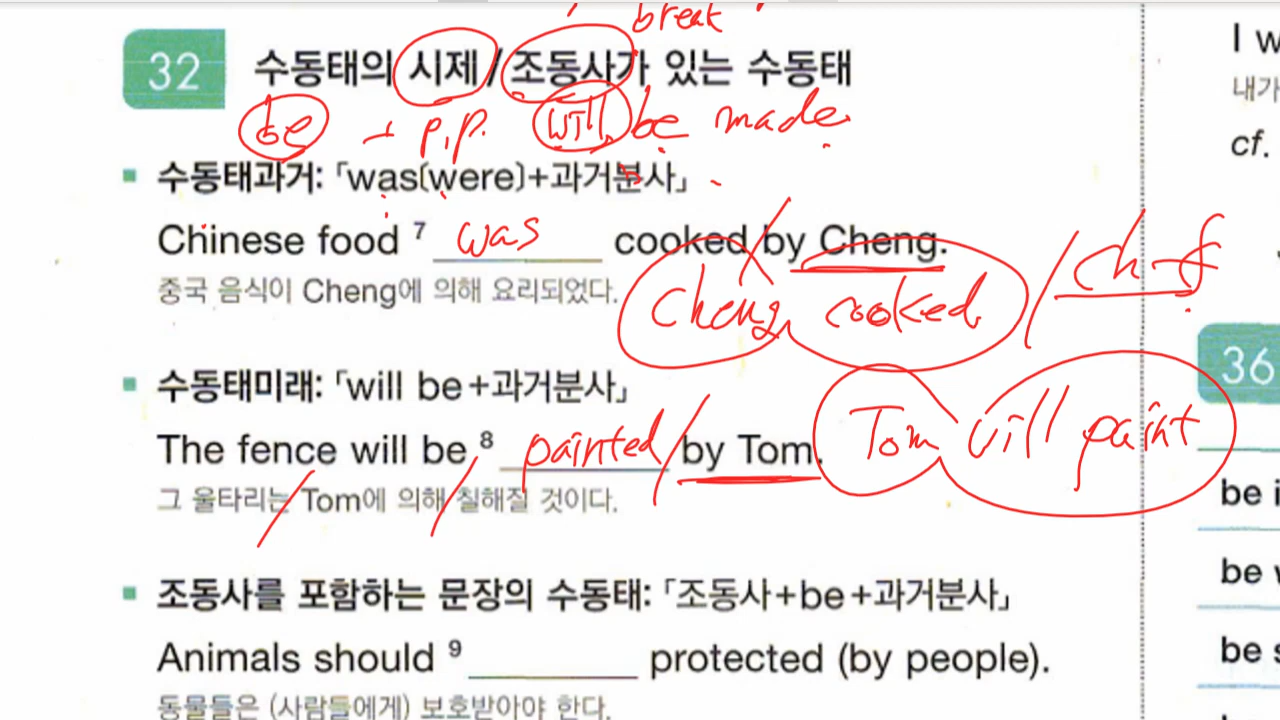 break
32 수동태의 시제/조동사가 있는 수동태
be + p.p. will be made
수동태과거: 「was(were)+과거분사」
Chinese food 7 was cooked by Cheng.
중국 음식이 Cheng에 의해 요리되었다.
Cheng cooked / chef
수동태미래: 「will be+과거분사」
The fence will be 8 painted / by Tom.
Tom will paint
그 울타리는 Tom에 의해 칠해질 것이다.
조동사를 포함하는 문장의 수동태: 「조동사+be+과거분사」
Animals should 9 protected (by people).
동물들은 (사람들에게) 보호받아야 한다.
I w
내가
cf.
36
be i
be w
be s